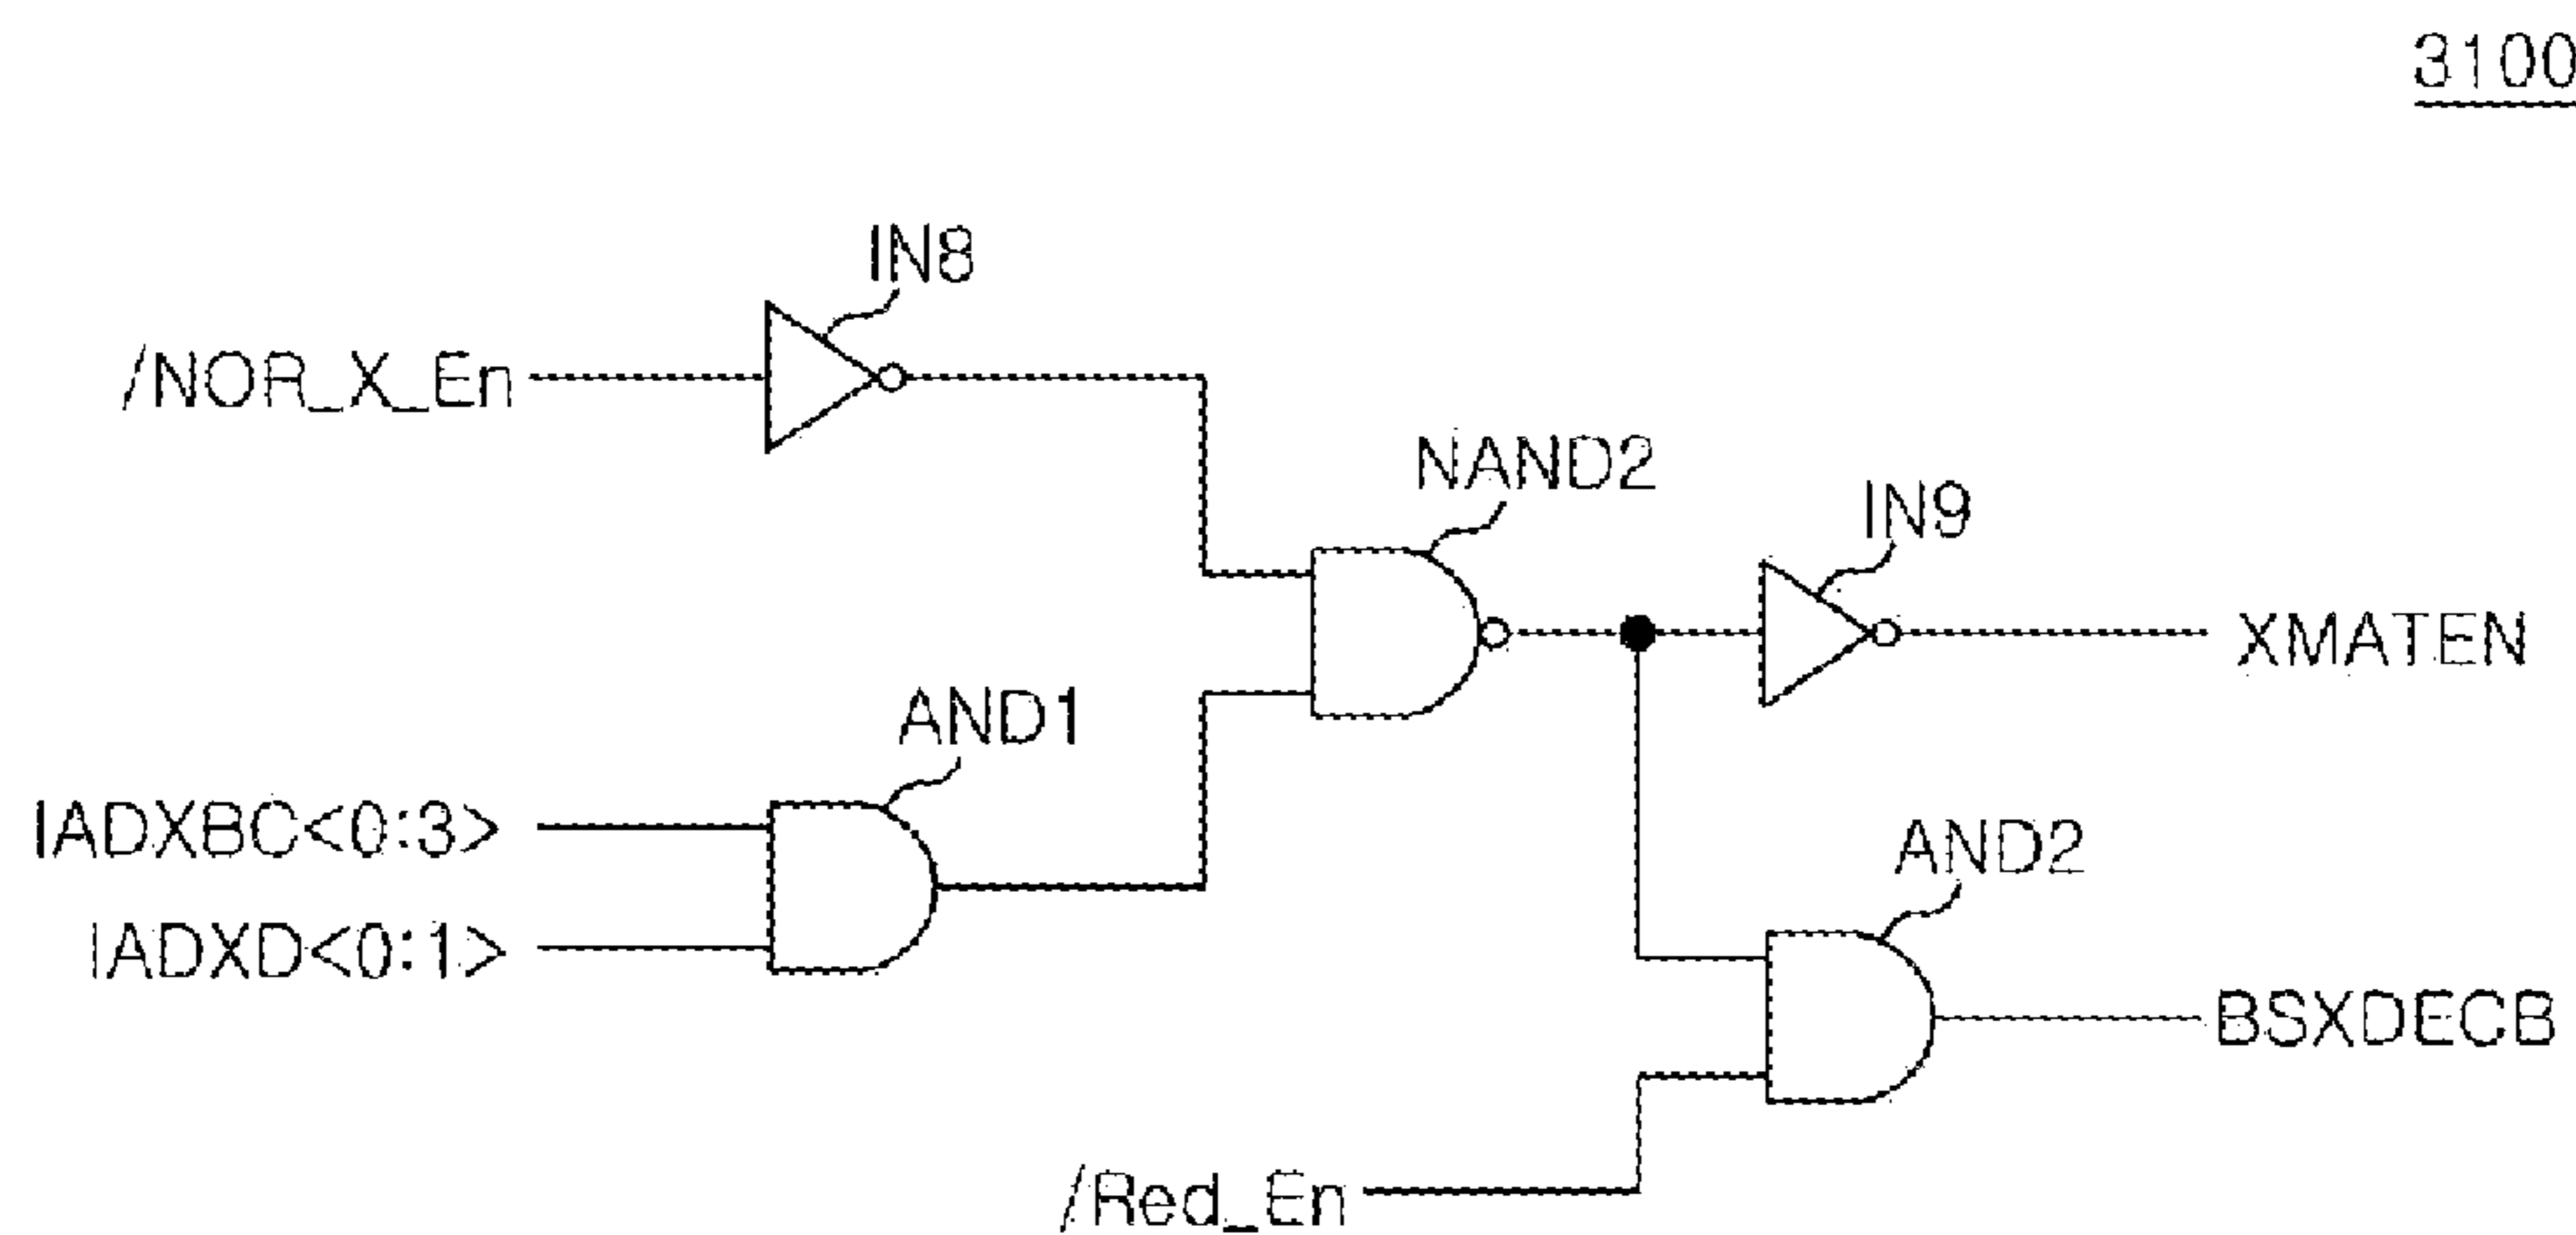 3100
IN8
/NOR_X_En
NAND2
IN9
XMATEN
AND1
IADXBC<0:3>
AND2
IADXD<0:1>
BSXDECB
/Red_En